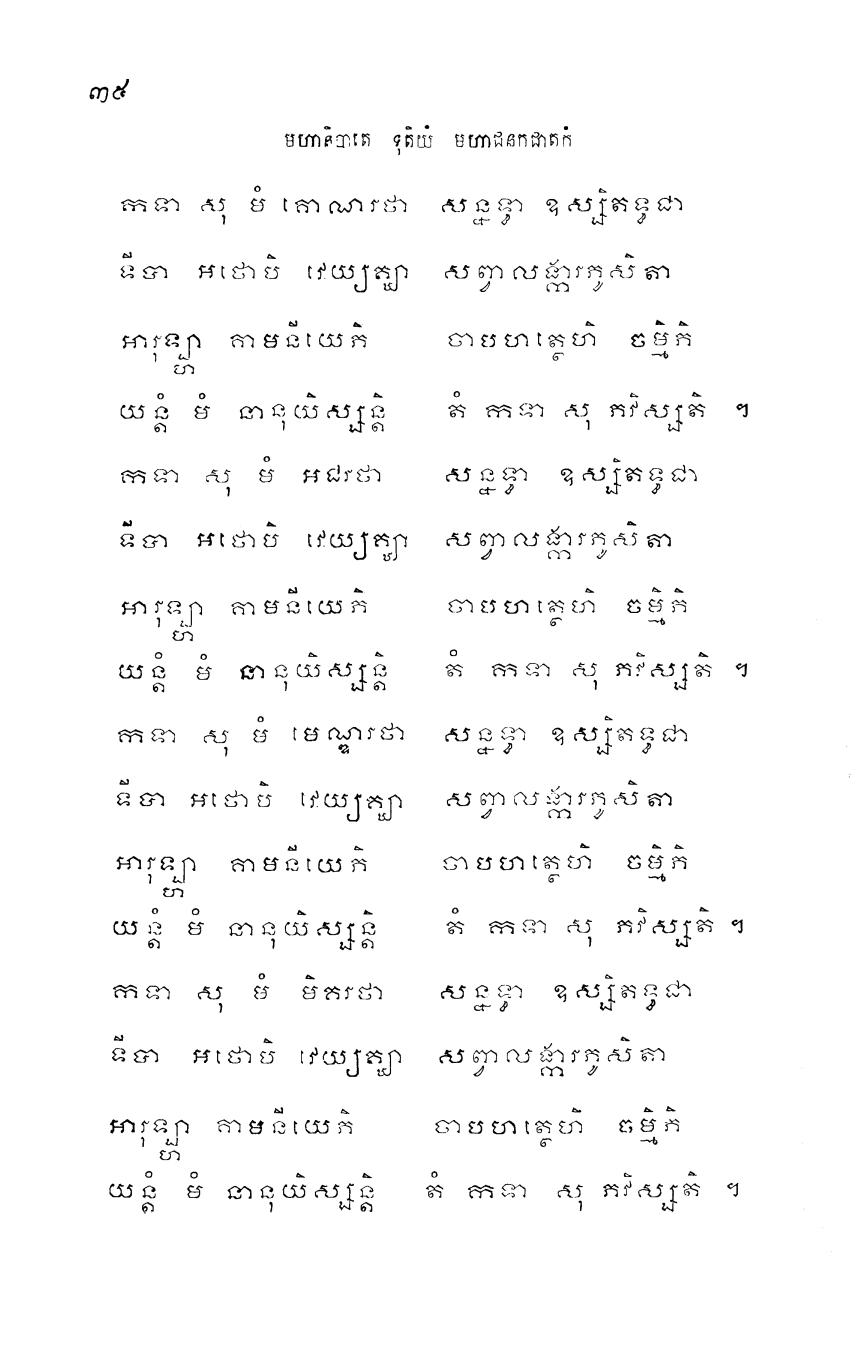 ៣៩
មហានិបាតេ ទុតិយំ មហាជនកជាតកំ
កទា សុ មំ គោណរថា សន្នទ្ធា ឧស្សិតទ្ធជា
ទីបា អថោបិ វេយ្យគ្ឃា សព្វាលង្ការភូសិតា
អារុឡ្ហា គាមនីយេភិ ចាបហត្ថេហិ ចម្មិភិ
យន្តំ មំ នានុយិស្សន្តិ តំ កទា សុ ភវិស្សតិ ។
កទា សុ មំ អជរថា សន្នទ្ធា ឧស្សិតទ្ធជា
ទីបា អថោបិ វេយ្យគ្ឃា សព្វាលង្ការភូសិតា
អារុឡ្ហា គាមនីយេភិ ចាបហត្ថេហិ ចម្មិភិ
យន្តំ មំ នានុយិស្សន្តិ តំ កទា សុ ភវិស្សតិ ។
កទា សុ មំ មេណ្ឌរថា សន្នទ្ធា ឧស្សិតទ្ធជា
ទីបា អថោបិ វេយ្យគ្ឃា សព្វាលង្ការភូសិតា
អារុឡ្ហា គាមនីយេភិ ចាបហត្ថេហិ ចម្មិភិ
យន្តំ មំ នានុយិស្សន្តិ តំ កទា សុ ភវិស្សតិ ។
កទា សុ មំ មិគរថា សន្នទ្ធា ឧស្សិតទ្ធជា
ទីបា អថោបិ វេយ្យគ្ឃា សព្វាលង្ការភូសិតា
អារុឡ្ហា គាមនីយេភិ ចាបហត្ថេហិ ចម្មិភិ
យន្តំ មំ នានុយិស្សន្តិ តំ កទា សុ ភវិស្សតិ ។